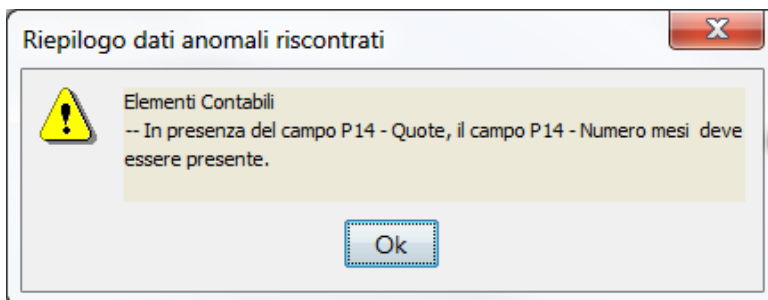 Riepilogo dati anomali riscontrati
Elementi Contabili
-- In presenza del campo P14 - Quote, il campo P14 - Numero mesi deve
essere presente.
Ok